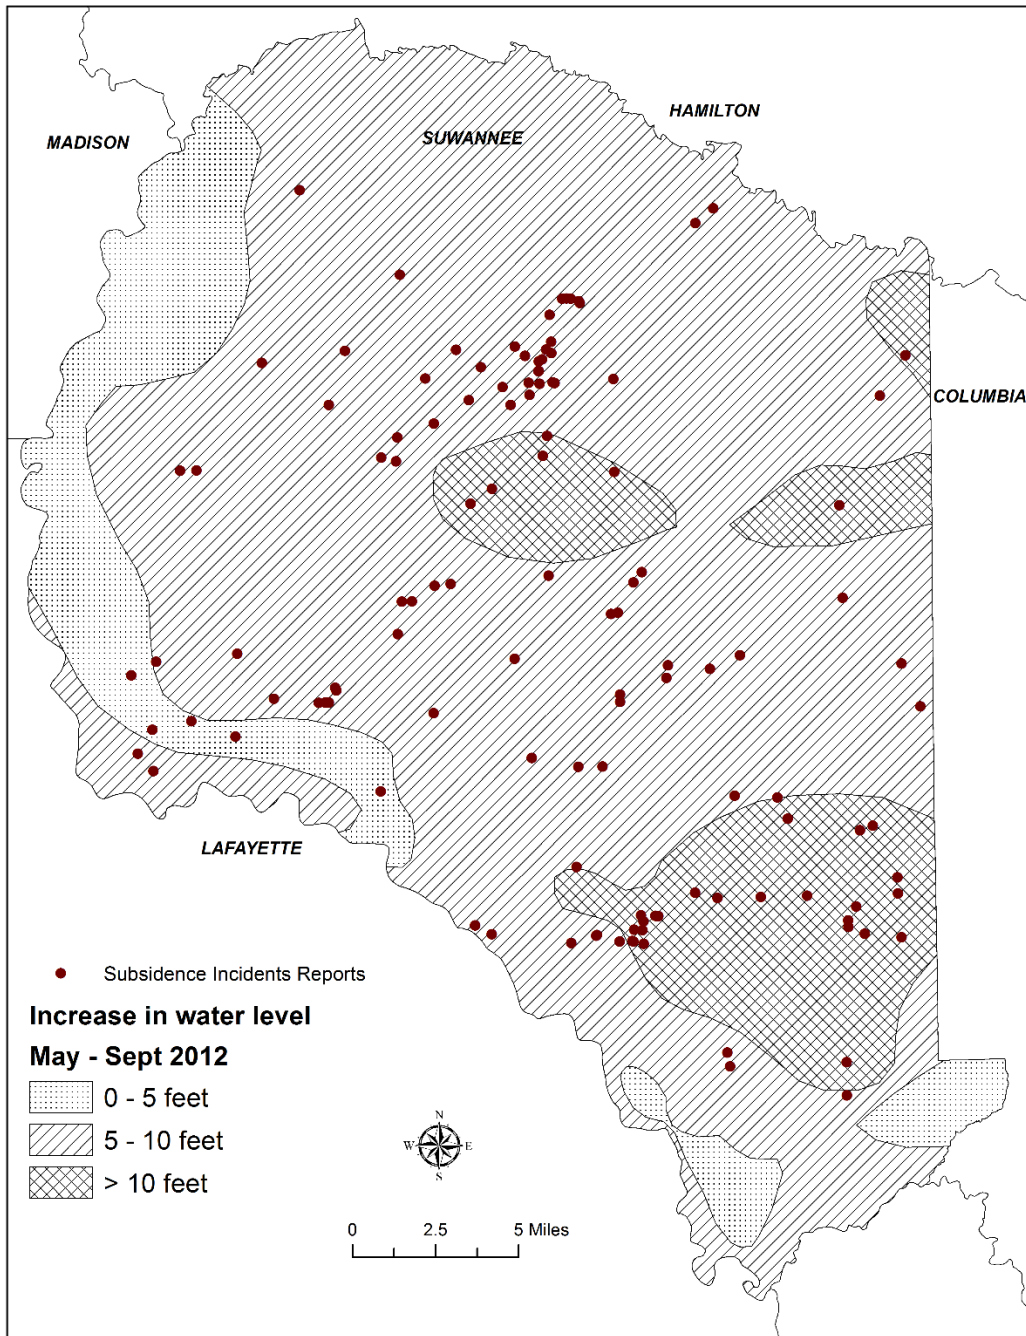 HAMILTON
MADISON
SUWANNEE
COLUMBIA
LAFAYETTE
Subsidence Incidents Reports
Increase in water level
May - Sept 2012
0 - 5 feet
5 - 10 feet
> 10 feet
N
W E
S
0 2.5 5 Miles